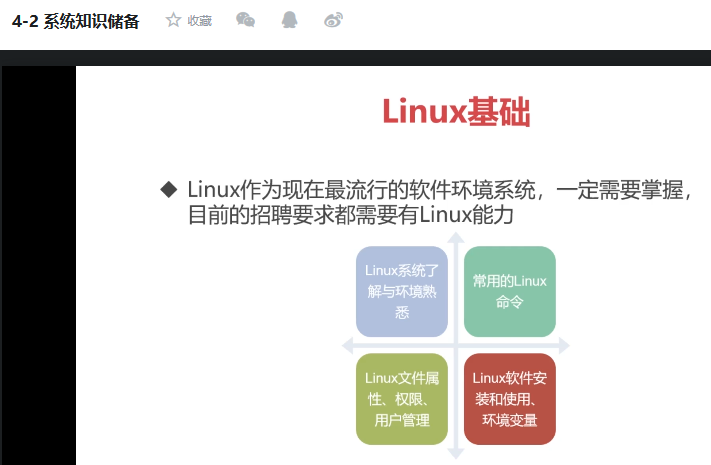 4-2 系统知识储备 收藏
Linux基础
Linux作为现在最流行的软件环境系统，一定需要掌握，
目前的招聘要求都需要有Linux能力
Linux系统了
解与环境熟
悉
常用的Linux
命令
Linux文件属
性、权限、
用户管理
Linux软件安
装和使用、
环境变量